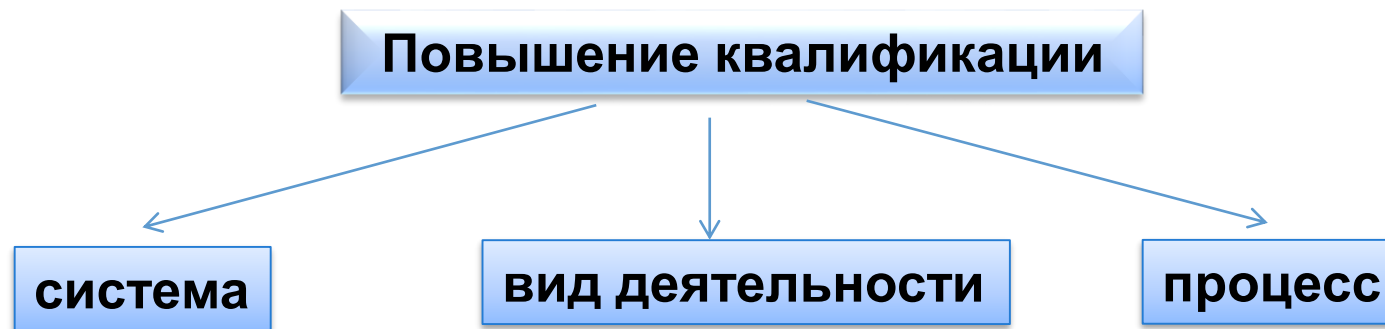 Повышение квалификации
система
вид деятельности
процесс